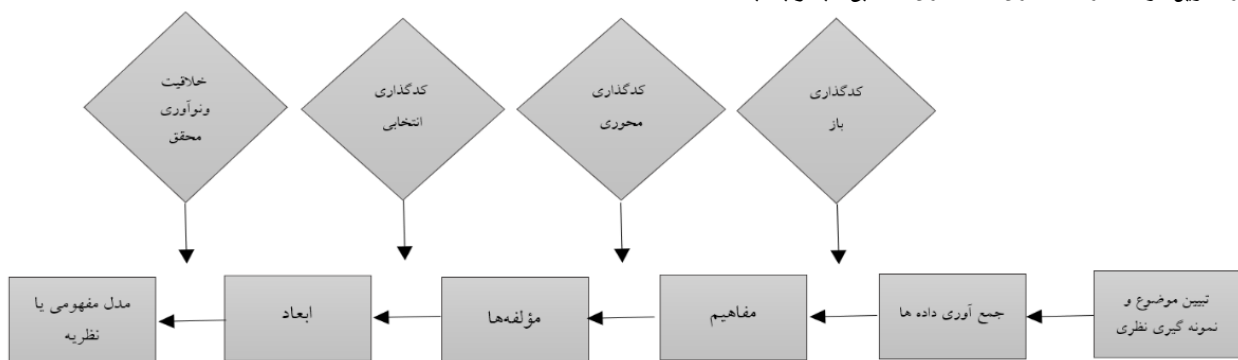 خلاقیت
ونوآوری
محقق
کدگذاری
انتخابی
کدگذاری
محوری
کدگذاری
باز
تبیین موضوع و
نمونه گیری نظری
جمع آوری داده ها
مفاهیم
مؤلفه‌ها
ابعاد
مدل مفهومی یا
نظریه